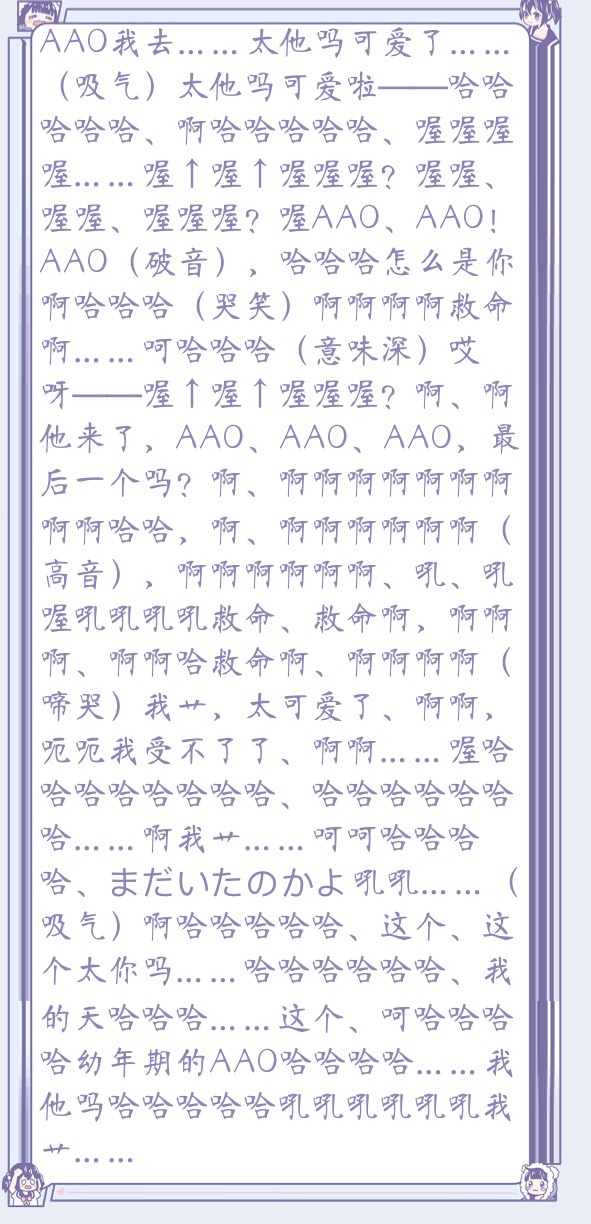 AAO我去……太他吗可爱了……
（吸气）太他吗可爱啦——哈哈
哈哈哈、啊哈哈哈哈哈、喔喔喔
喔……喔↑喔↑喔喔喔？喔喔、
喔喔、喔喔喔？喔AAO、AAO！
AAO（破音），哈哈哈怎么是你
啊哈哈哈（哭笑）啊啊啊啊救命
啊……呵哈哈哈（意味深）哎
呀——喔↑喔↑喔喔喔？啊、啊
他来了，AAO、AAO、AAO，最
后一个吗？啊、啊啊啊啊啊啊啊
啊啊哈哈，啊、啊啊啊啊啊啊（
高音），啊啊啊啊啊啊、吼、吼
喔吼吼吼吼救命、救命啊，啊啊
啊、啊啊哈救命啊、啊啊啊啊（
啼哭）我艹，太可爱了、啊啊，
呃呃我受不了了、啊啊……喔哈
哈哈哈哈哈哈哈、哈哈哈哈哈哈
哈……啊我艹……呵呵哈哈哈
哈、まだいたのかよ吼吼……（
吸气）啊哈哈哈哈哈、这个、这
个太你吗……哈哈哈哈哈哈、我
的天哈哈哈……这个、呵哈哈哈
哈幼年期的AAO哈哈哈哈……我
他吗哈哈哈哈哈吼吼吼吼吼吼我
艹……